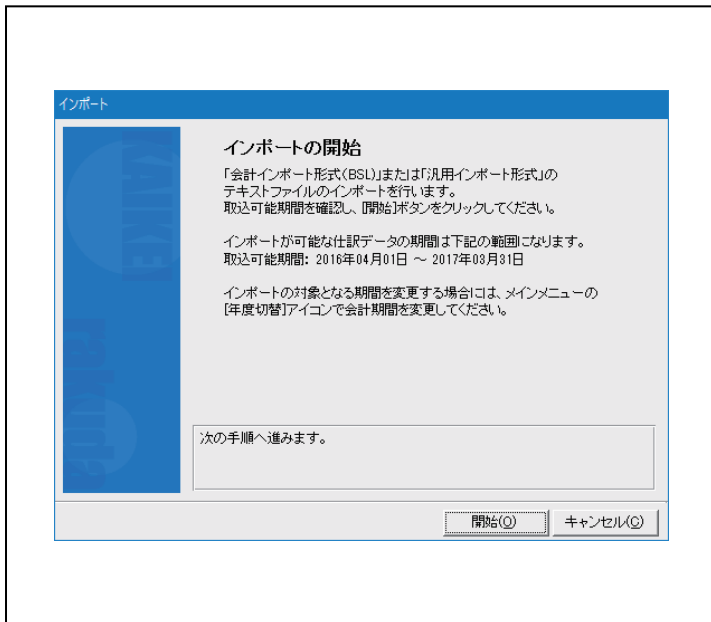 インポート
KAIKEI
rakuda
インポートの開始
「会計インポート形式(BSL)」または「汎用インポート形式」の
テキストファイルのインポートを行います。
取込可能期間を確認し、[開始]ボタンをクリックしてください。
インポートが可能な仕訳データの期間は下記の範囲になります。
取込可能期間: 2016年04月01日 ～ 2017年03月31日
インポートの対象となる期間を変更する場合には、メインメニューの
[年度切替]アイコンで会計期間を変更してください。
次の手順へ進みます。
開始(O)
キャンセル(C)